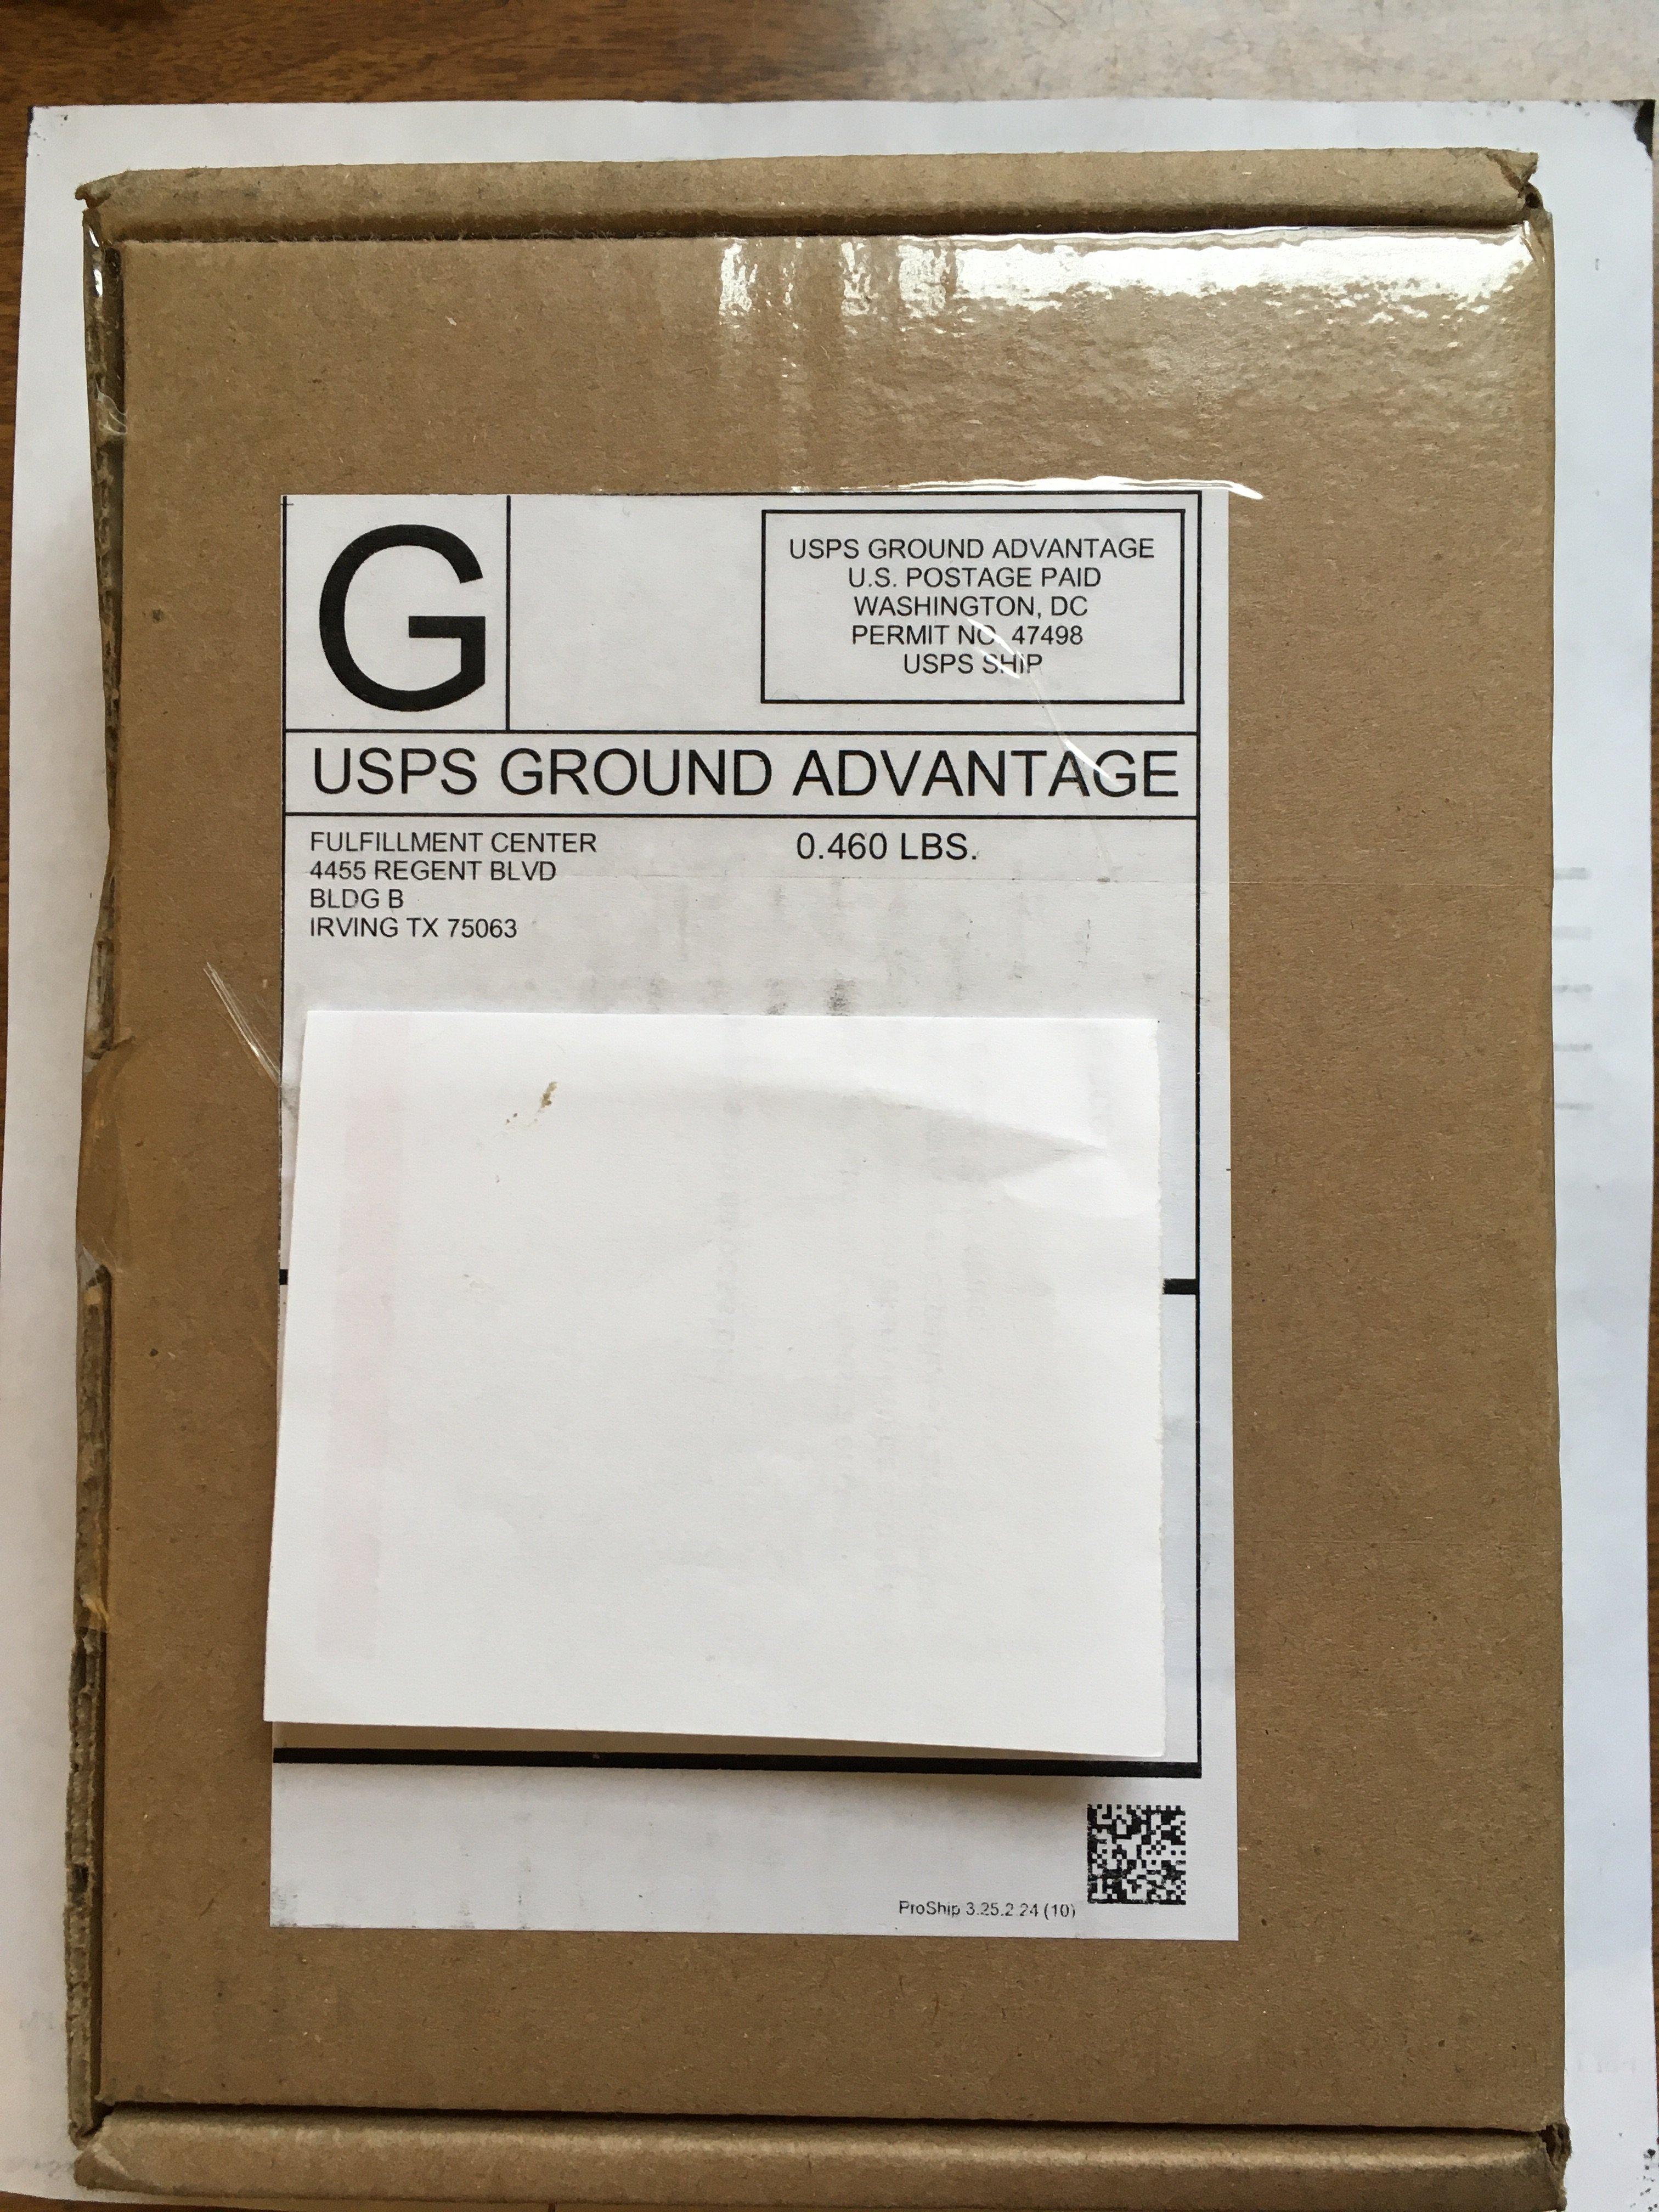 G
USPS GROUND ADVANTAGE
U.S. POSTAGE PAID
WASHINGTON, DC
PERMIT NO. 47498
USPS SHIP
USPS GROUND ADVANTAGE
FULFILLMENT CENTER
0.460 LBS.
4455 REGENT BLVD
BLDG B
IRVING TX 75063
ProShip 3.25.2.24 (10)